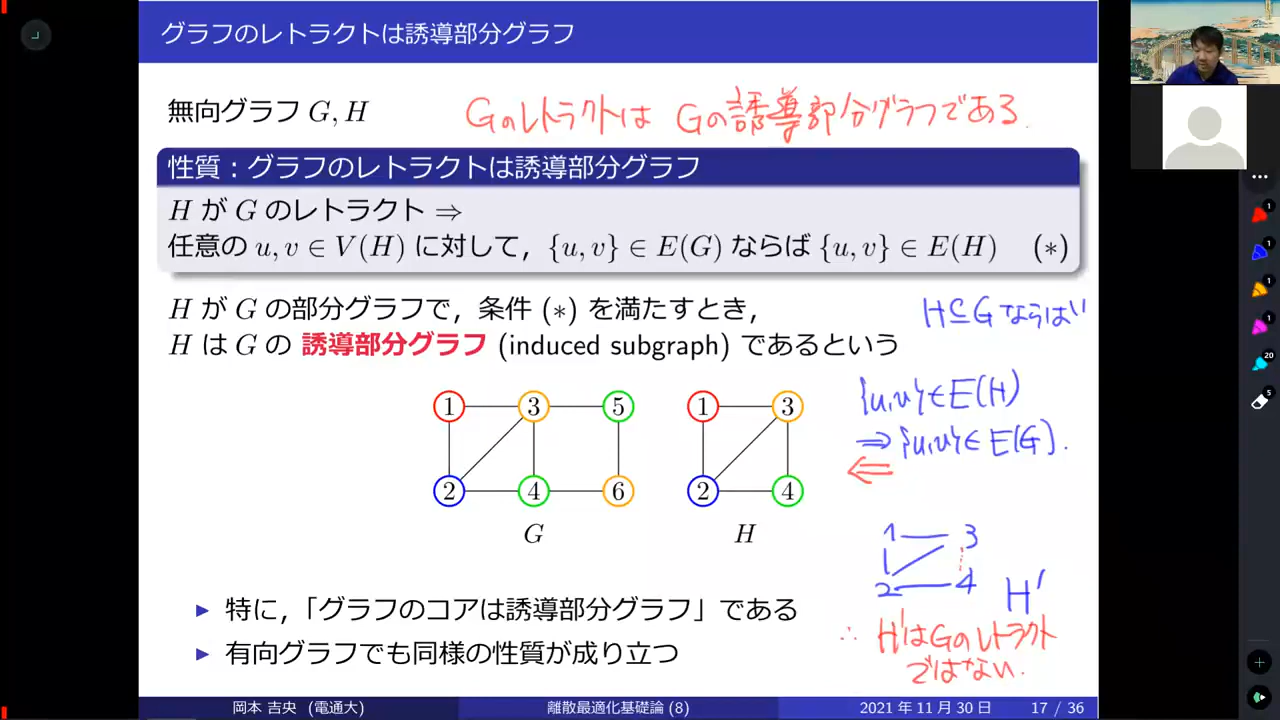 グラフのレトラクトは誘導部分グラフ
無向グラフ G, H
Gのレトラクトは Gの誘導部分グラフである.
性質：グラフのレトラクトは誘導部分グラフ
H が G のレトラクト ⇒
任意の u, v ∈ V(H) に対して，{u, v} ∈ E(G) ならば {u, v} ∈ E(H) (∗)
H が G の部分グラフで，条件 (∗) を満たすとき，
H は G の 誘導部分グラフ (induced subgraph) であるという
H⊆G ならば
{u,v}∈E(H)
⇒ {u,v}∈E(G).
⇐
1 3 5
2 4 6
G
1 3
2 4
H
1 3
2 4
H'
∴ H'はGのレトラクト
ではない.
▶ 特に，「グラフのコアは誘導部分グラフ」である
▶ 有向グラフでも同様の性質が成り立つ
岡本 吉央 (電通大)
離散最適化基礎論 (8)
2021 年 11 月 30 日
17 / 36
1
1
1
1
20
5